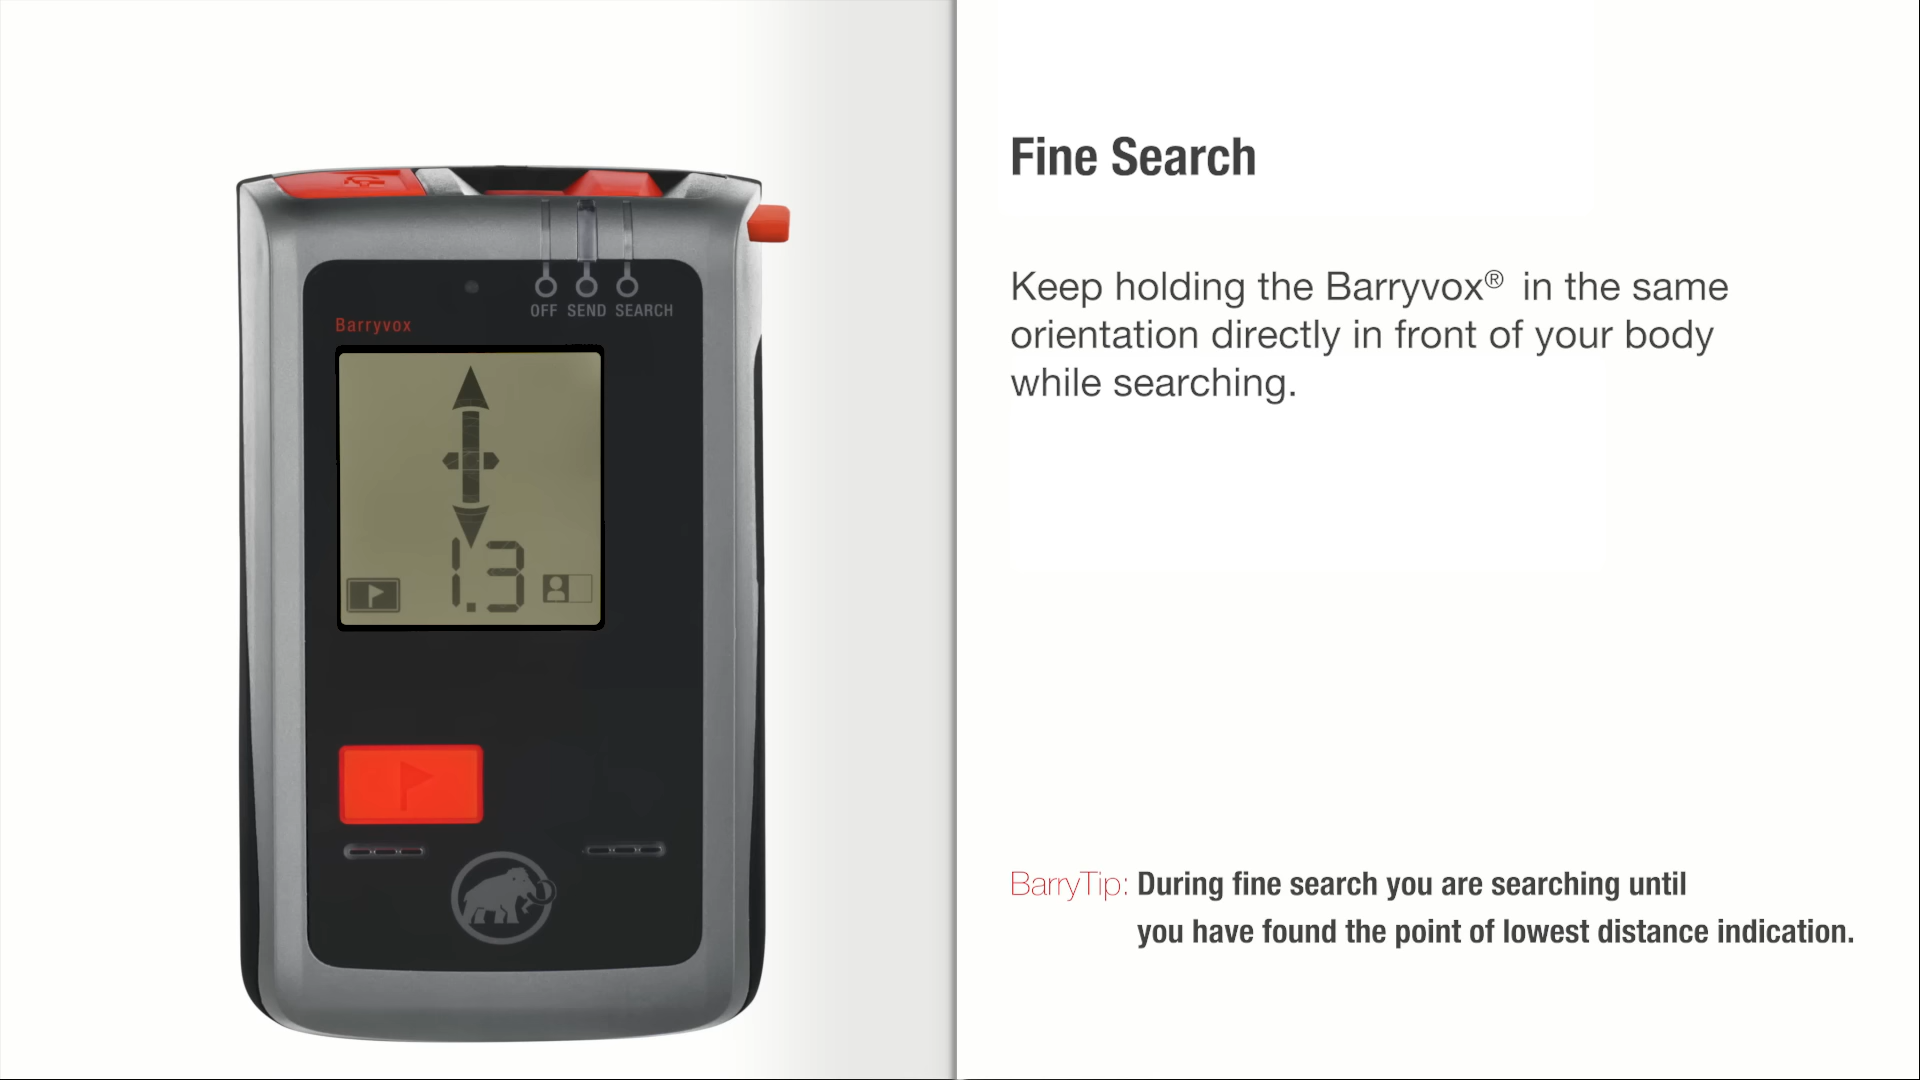 OFF SEND SEARCH
Barryvox
1.3
Fine Search
Keep holding the Barryvox® in the same
orientation directly in front of your body
while searching.
BarryTip: During fine search you are searching until
you have found the point of lowest distance indication.